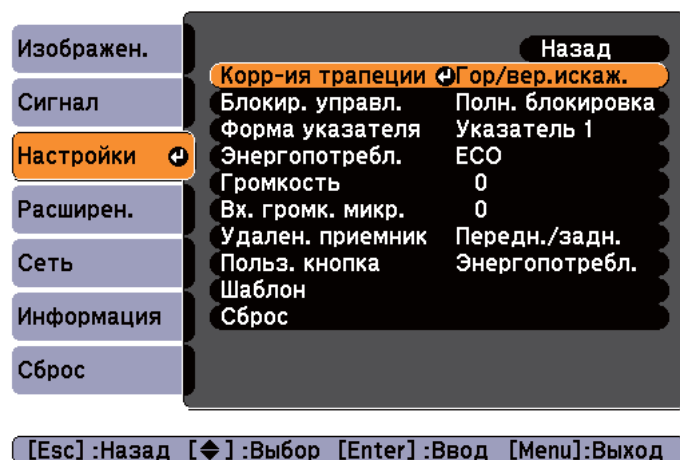 Изображен.
Сигнал
Настройки
Расширен.
Сеть
Информация
Сброс
Назад
Корр-ия трапеции Гор/вер.искаж.
Блокир. управл. Полн. блокировка
Форма указателя Указатель 1
Энергопотребл. ECO
Громкость 0
Вх. громк. микр. 0
Удален. приемник Передн./задн.
Польз. кнопка Энергопотребл.
Шаблон
Сброс
[Esc] :Назад [◆] :Выбор [Enter] :Ввод [Menu]:Выход